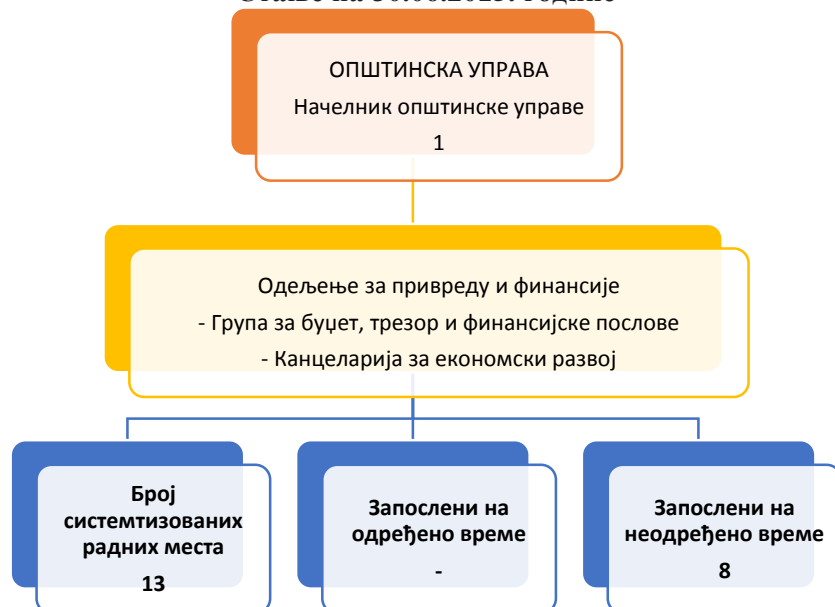 ОПШТИНСКА УПРАВА
Начелник општинске управе
1
Одељење за привреду и финансије
- Група за буџет, трезор и финансијске послове
- Канцеларија за економски развој
Број
системтизованих
радних места
13
Запослени на
одређено време
-
Запослени на
неодређено време
8